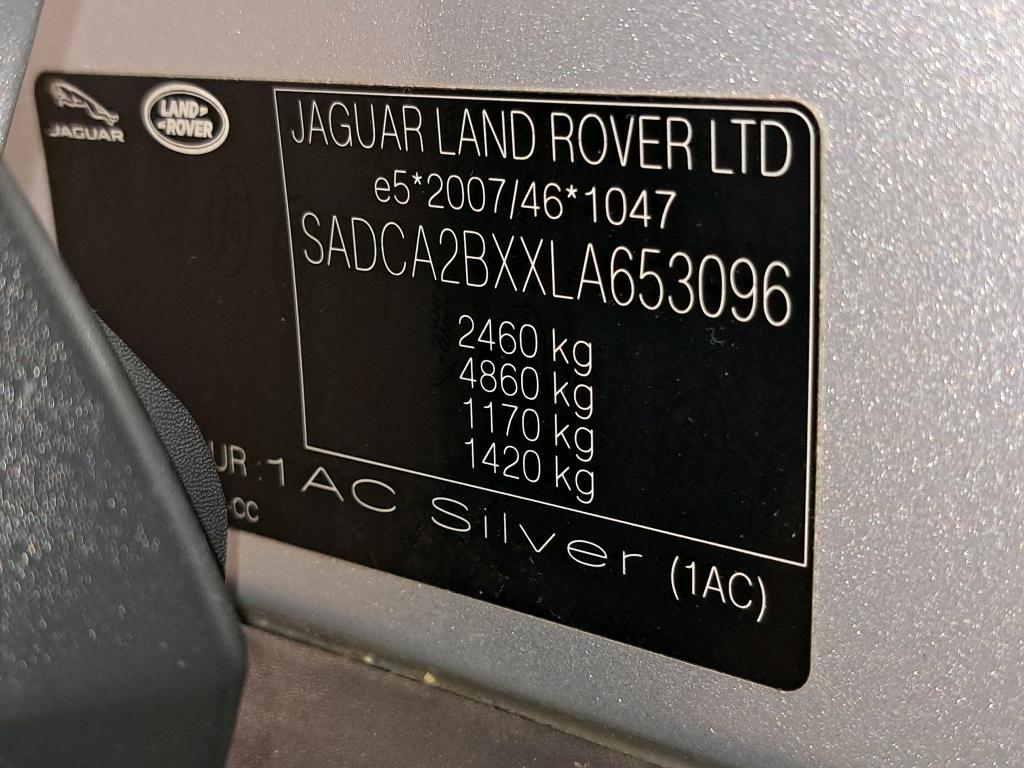 JAGUAR
LAND
ROVER
JAGUAR LAND ROVER LTD
e5*2007/46*1047
SADCA2BXXLA653096
2460 kg
4860 kg
1170 kg
1420 kg
1AC Silver (1AC)